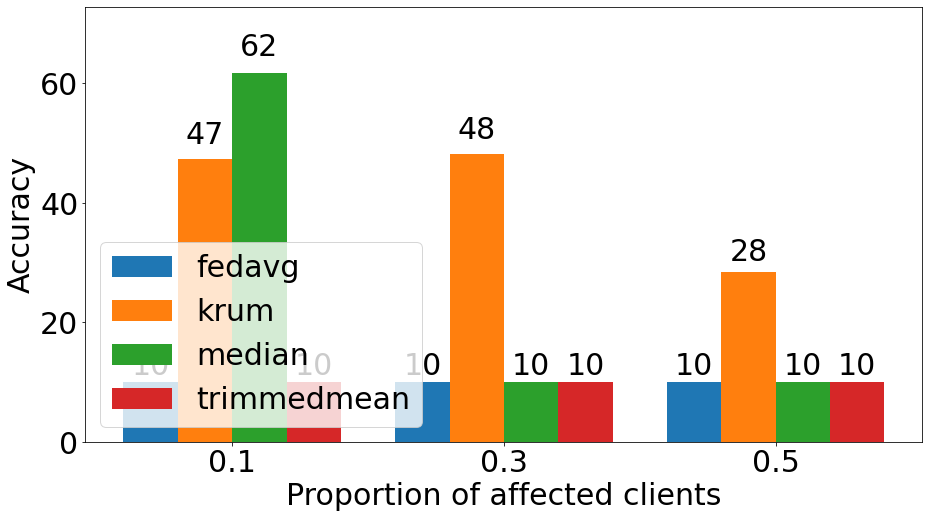 62
60
47
48
40
Accuracy
28
fedavg
krum
20
median
10 10 10 10 10 10 10 10
trimmedmean
0
0.1 0.3 0.5
Proportion of affected clients